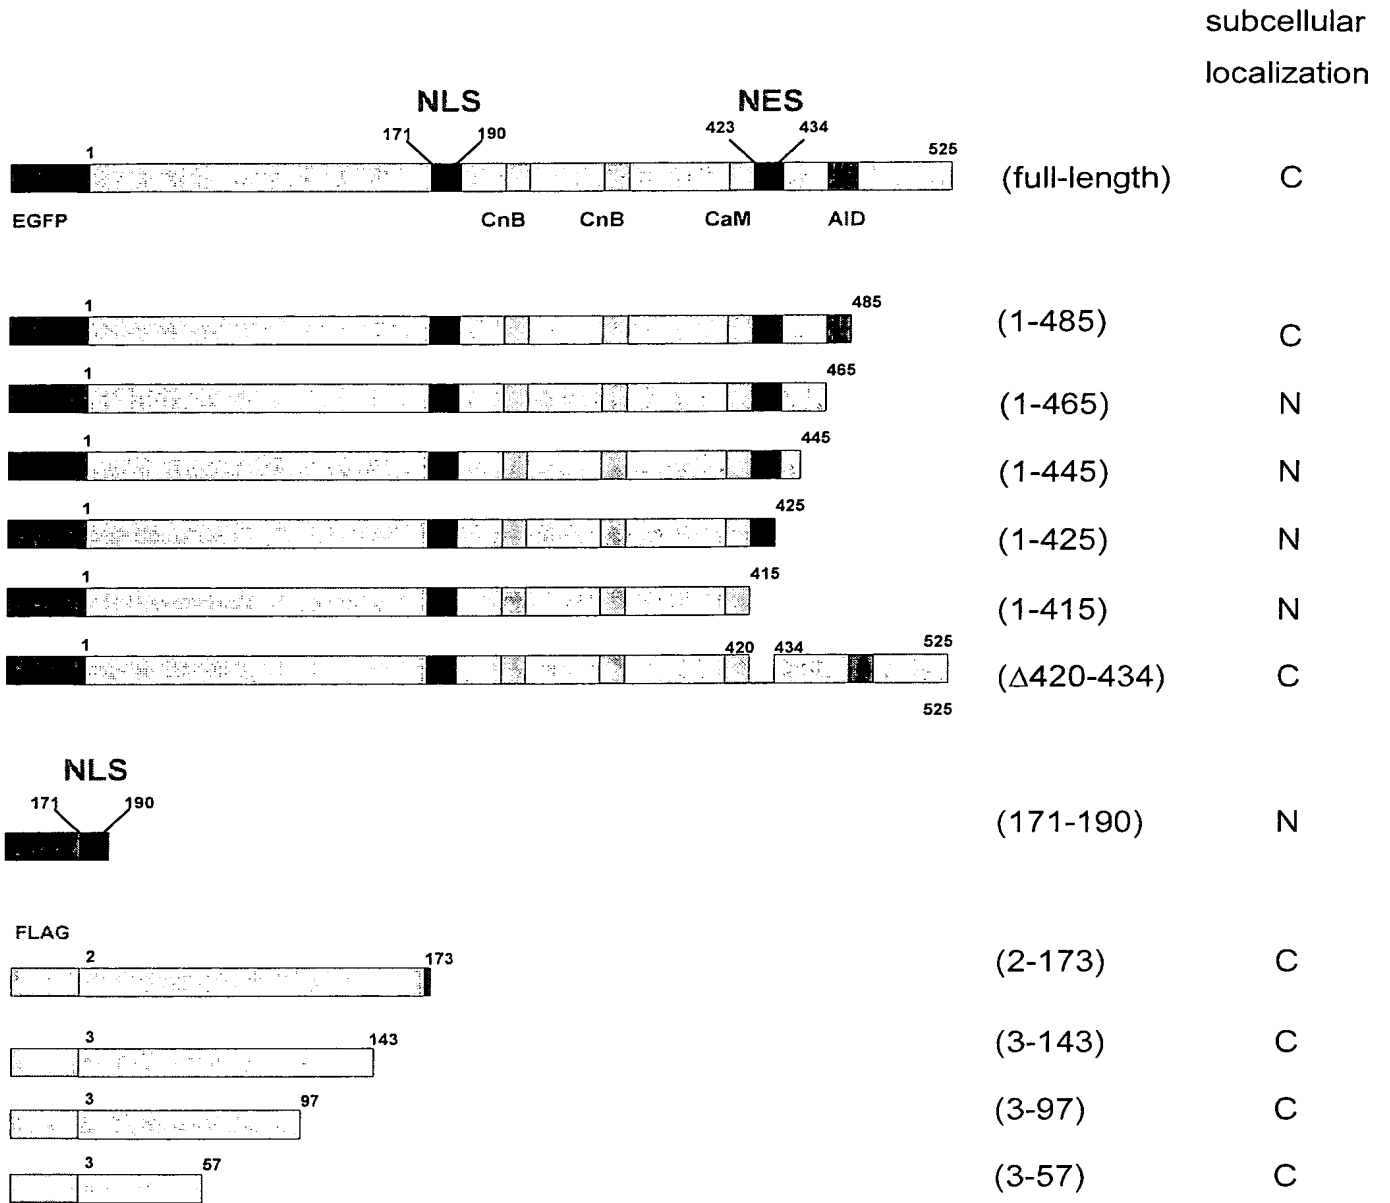 subcellular
localization
NLS NES
171 190 423 434
1 525
(full-length) C
EGFP CnB CnB CaM AID
1 485
(1-485) C
1 465
(1-465) N
1 445
(1-445) N
1 425
(1-425) N
1 415
(1-415) N
1 420 434 525
(Δ420-434) C
525
NLS
171 190
(171-190) N
FLAG
2 173
(2-173) C
3 143
(3-143) C
3 97
(3-97) C
3 57
(3-57) C